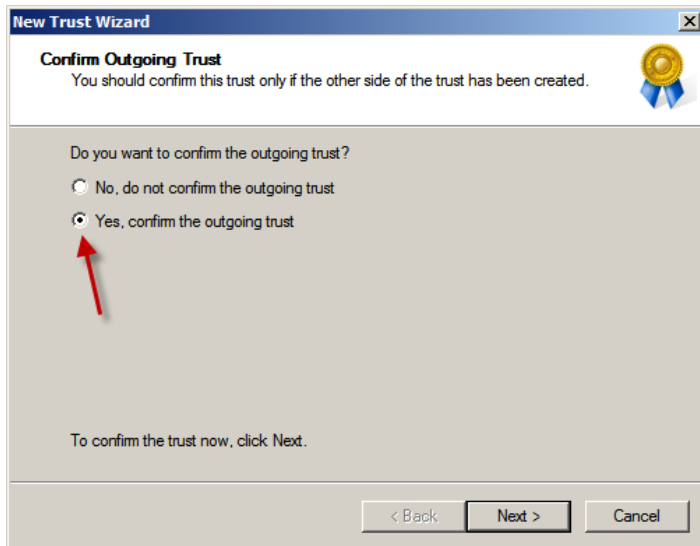 New Trust Wizard
Confirm Outgoing Trust
You should confirm this trust only if the other side of the trust has been created.
Do you want to confirm the outgoing trust?
No, do not confirm the outgoing trust
Yes, confirm the outgoing trust
To confirm the trust now, click Next.
< Back Next > Cancel